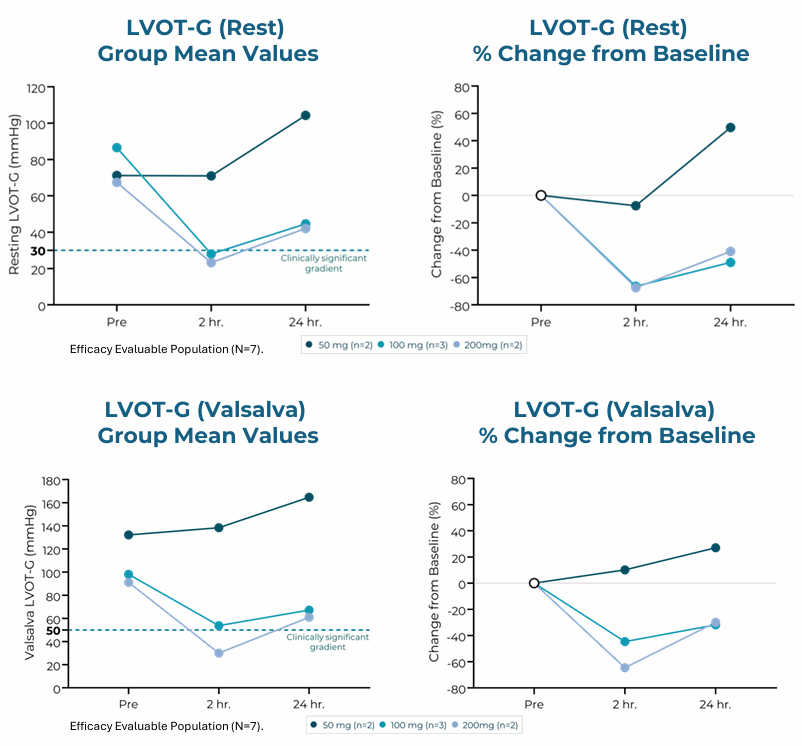 LVOT-G (Rest)
Group Mean Values
LVOT-G (Rest)
% Change from Baseline
Resting LVOT-G (mmHg)
120
100
80
60
40
30
20
0
Clinically significant
gradient
Pre
2 hr.
24 hr.
Change from Baseline (%)
80
60
40
20
0
-20
-40
-60
-80
Pre
2 hr.
24 hr.
Efficacy Evaluable Population (N=7).
50 mg (n=2) 100 mg (n=3) 200mg (n=2)
LVOT-G (Valsalva)
Group Mean Values
LVOT-G (Valsalva)
% Change from Baseline
Valsalva LVOT-G (mmHg)
180
160
140
120
100
80
60
50
40
20
0
Clinically significant
gradient
Pre
2 hr.
24 hr.
Change from Baseline (%)
80
60
40
20
0
-20
-40
-60
-80
Pre
2 hr.
24 hr.
Efficacy Evaluable Population (N=7).
50 mg (n=2) 100 mg (n=3) 200mg (n=2)